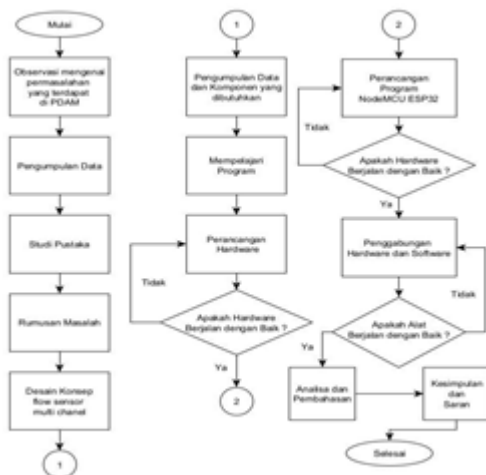 Mulai
Observasi mengenai
permasalahan
yang terdapat
di PDAM
Pengumpulan Data
Studi Pustaka
Rumusan Masalah
Desain Konsep
flow sensor
multi chanel
1
1
Pengumpulan Data
dan Komponen yang
dibutuhkan
Mempelajari
Program
Perancangan
Hardware
Tidak
Apakah Hardware
Berjalan dengan Baik ?
Ya
2
2
Perancangan
Program
NodeMCU ESP32
Tidak
Apakah Hardware
Berjalan dengan Baik ?
Ya
Penggabungan
Hardware dan Software
Tidak
Apakah Alat
Berjalan dengan Baik ?
Ya
Analisa dan
Pembahasan
Kesimpulan
dan
Saran
Selesai